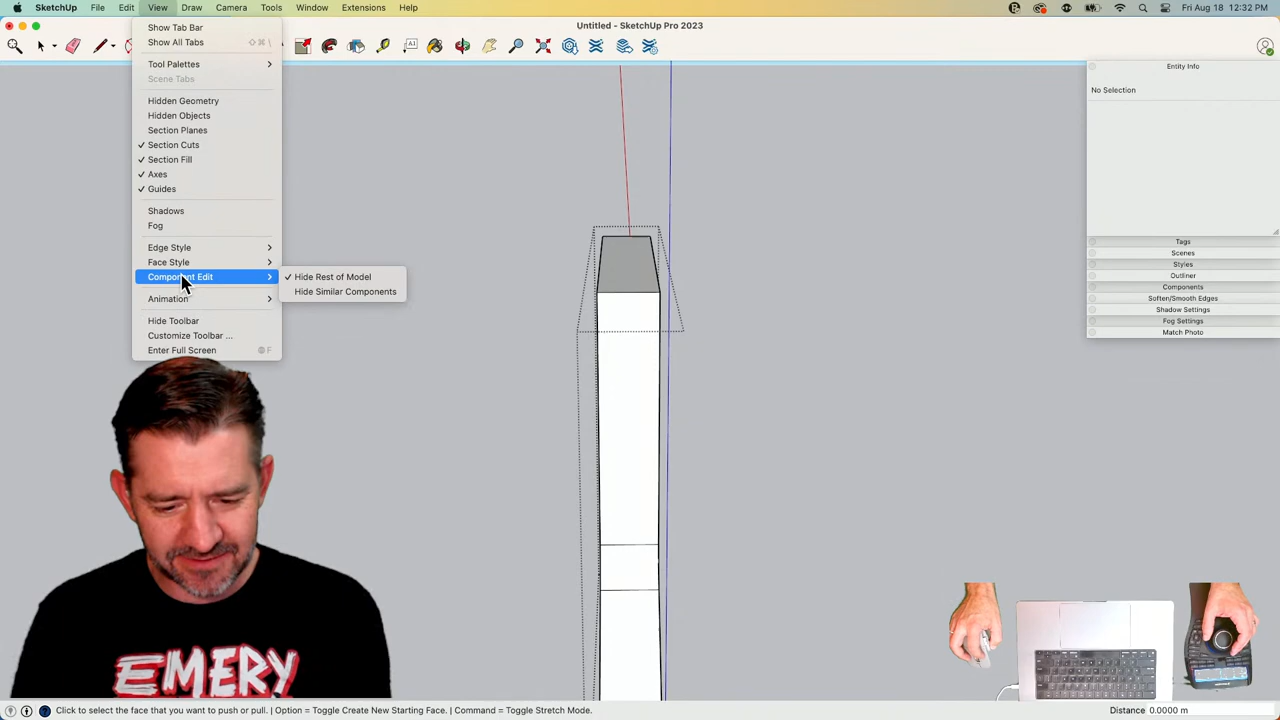 SketchUp File Edit View Draw Camera Tools Window Extensions Help
Fri Aug 18 12:32 PM
Untitled - SketchUp Pro 2023
Show Tab Bar
Show All Tabs
Tool Palettes
Scene Tabs
Hidden Geometry
Hidden Objects
Section Planes
✓ Section Cuts
✓ Section Fill
✓ Axes
✓ Guides
Shadows
Fog
Edge Style
Face Style
Component Edit
✓ Hide Rest of Model
Hide Similar Components
Animation
Hide Toolbar
Customize Toolbar ...
Enter Full Screen
Entity Info
No Selection
Tags
Scenes
Styles
Outliner
Components
Soften/Smooth Edges
Shadow Settings
Fog Settings
Match Photo
EMERY
Click to select the face that you want to push or pull. | Option = Toggle Create New Starting Face. | Command = Toggle Stretch Mode.
Distance 0.0000 m